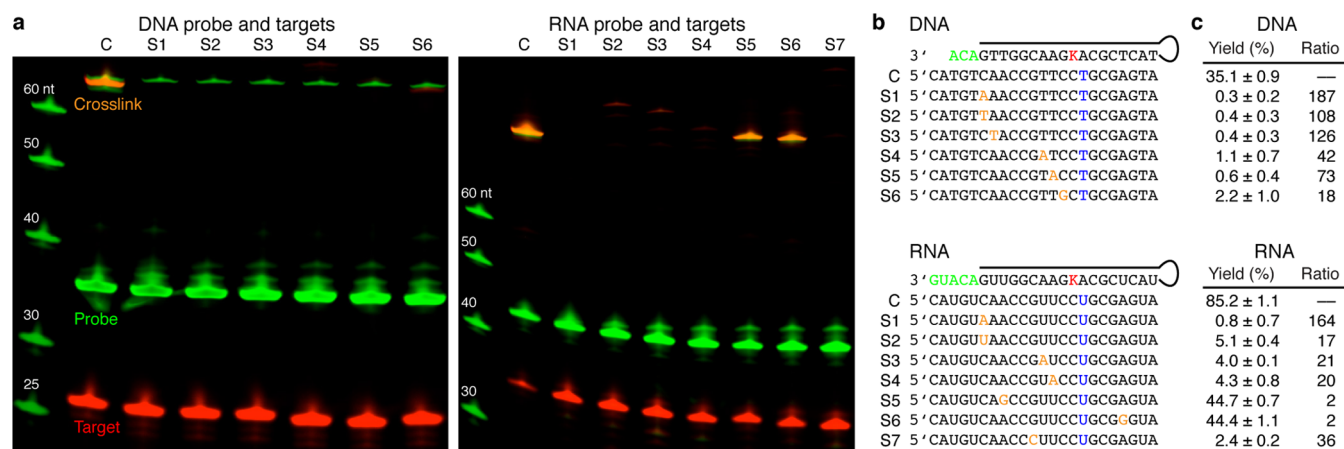 a
DNA probe and targets
C S1 S2 S3 S4 S5 S6
60 nt
Crosslink
50
40
Probe
30
25
Target
RNA probe and targets
C S1 S2 S3 S4 S5 S6 S7
60 nt
50
40
30
b
DNA
3‘ ACAGTTGGCAAGKACGCTCAT
C 5‘CATGTCAACCGTTCCTGCGAGTA
S1 5‘CATGTAAACCGTTCCTGCGAGTA
S2 5‘CATGTTAACCGTTCCTGCGAGTA
S3 5‘CATGTCTACCGTTCCTGCGAGTA
S4 5‘CATGTCAACCGATCCTGCGAGTA
S5 5‘CATGTCAACCGTACCTGCGAGTA
S6 5‘CATGTCAACCGTTGCTGCGAGTA
RNA
3‘GUACAGUUGGCAAGKACGCUCAU
C 5‘CAUGUCAACCGUUCCUGCGAGUA
S1 5‘CAUGUAAACCGUUCCUGCGAGUA
S2 5‘CAUGUUAACCGUUCCUGCGAGUA
S3 5‘CAUGUCAACCGAUCCUGCGAGUA
S4 5‘CAUGUCAACCGUACCUGCGAGUA
S5 5‘CAUGUCAGCCGUUCCUGCGAGUA
S6 5‘CAUGUCAACCGUUCCUGCGGGUA
S7 5‘CAUGUCAACCCUUCCUGCGAGUA
c
DNA
Yield (%) Ratio
35.1 ± 0.9 —
0.3 ± 0.2 187
0.4 ± 0.3 108
0.4 ± 0.3 126
1.1 ± 0.7 42
0.6 ± 0.4 73
2.2 ± 1.0 18
RNA
Yield (%) Ratio
85.2 ± 1.1 —
0.8 ± 0.7 164
5.1 ± 0.4 17
4.0 ± 0.1 21
4.3 ± 0.8 20
44.7 ± 0.7 2
44.4 ± 1.1 2
2.4 ± 0.2 36